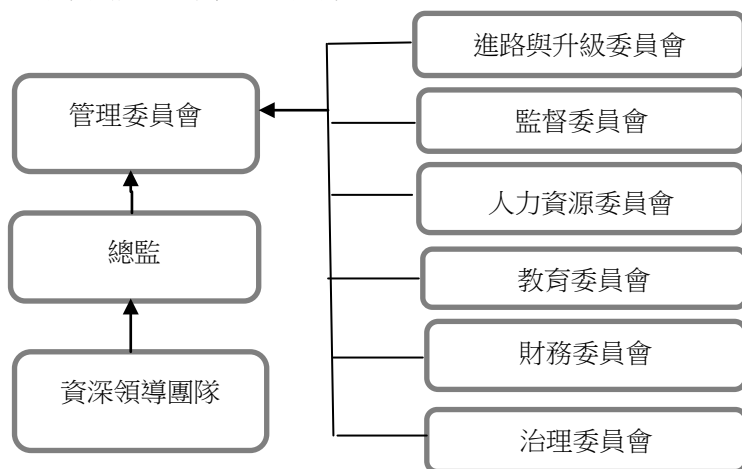 進路與升級委員會
管理委員會
監督委員會
人力資源委員會
總監
教育委員會
財務委員會
資深領導團隊
治理委員會